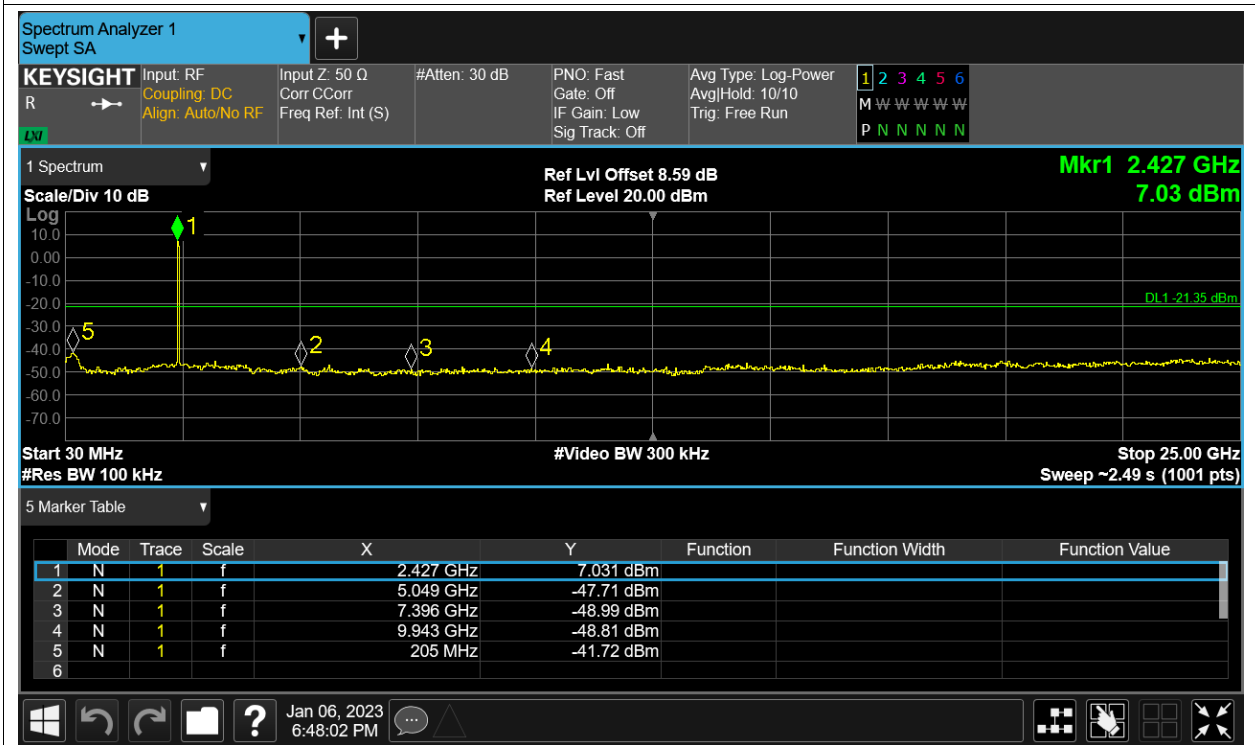 Spectrum Analyzer 1
Swept SA
KEYSIGHT
R
LXI
Input: RF
Coupling: DC
Align: Auto/No RF
Input Z: 50 Ω
Corr CCorr
Freq Ref: Int (S)
#Atten: 30 dB
PNO: Fast
Gate: Off
IF Gain: Low
Sig Track: Off
Avg Type: Log-Power
Avg|Hold: 10/10
Trig: Free Run
1 2 3 4 5 6
M W W W W W
P N N N N N
1 Spectrum
Scale/Div 10 dB
Ref Lvl Offset 8.59 dB
Ref Level 20.00 dBm
Mkr1 2.427 GHz
7.03 dBm
Log
10.0
0.00
-10.0
-20.0
-30.0
-40.0
-50.0
-60.0
-70.0
1
DL1 -21.35 dBm
5
2
3
4
Start 30 MHz
#Video BW 300 kHz
Stop 25.00 GHz
#Res BW 100 kHz
Sweep ~2.49 s (1001 pts)
5 Marker Table
Mode Trace Scale X Y Function Function Width Function Value
1 N 1 f 2.427 GHz 7.031 dBm
2 N 1 f 5.049 GHz -47.71 dBm
3 N 1 f 7.396 GHz -48.99 dBm
4 N 1 f 9.943 GHz -48.81 dBm
5 N 1 f 205 MHz -41.72 dBm
6
?
Jan 06, 2023
6:48:02 PM